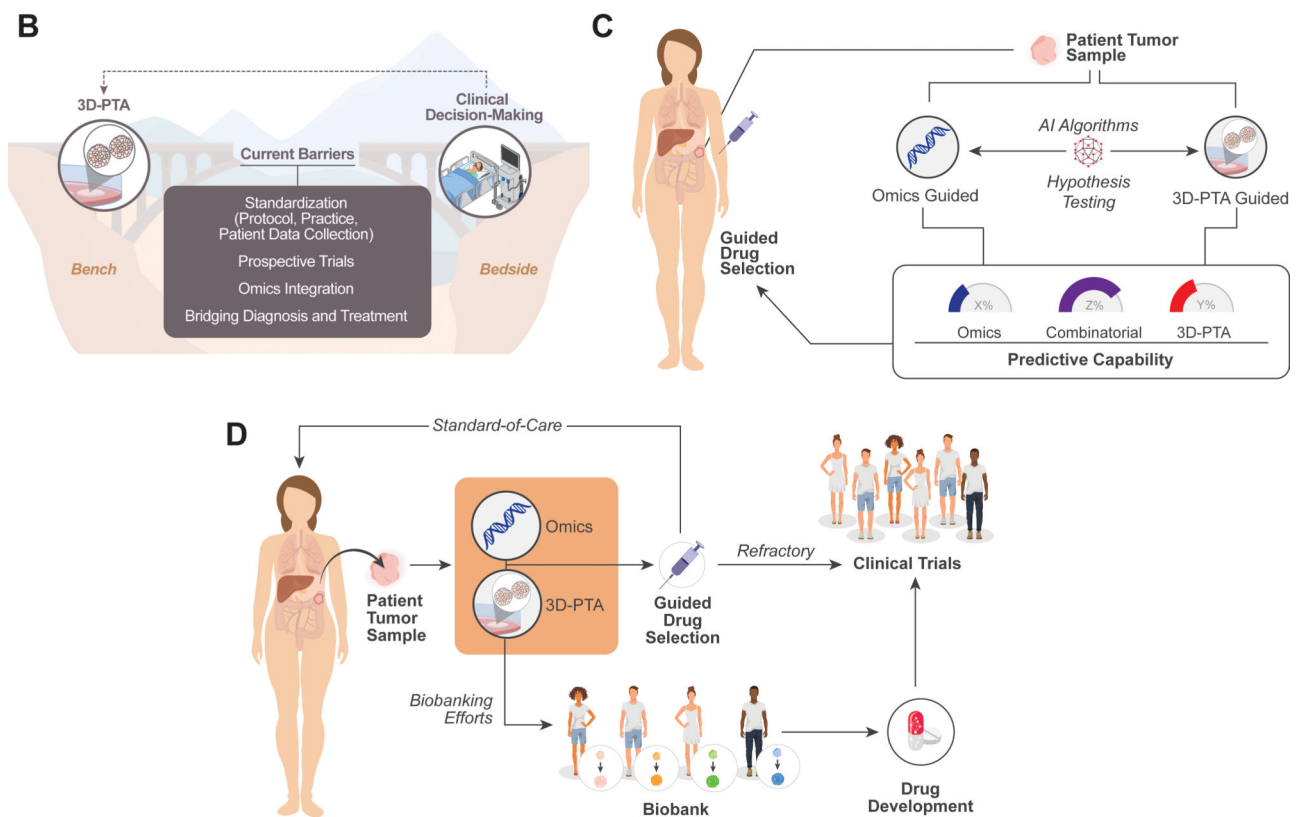 B
3D-PTA
Clinical
Decision-Making
Current Barriers
Standardization
(Protocol, Practice,
Patient Data Collection)
Prospective Trials
Omics Integration
Bridging Diagnosis and Treatment
Bench
Bedside
C
Patient Tumor
Sample
AI Algorithms
Hypothesis
Testing
Omics Guided
3D-PTA Guided
Guided
Drug
Selection
X%
Z%
Y%
Omics
Combinatorial
3D-PTA
Predictive Capability
D
Standard-of-Care
Patient
Tumor
Sample
Omics
3D-PTA
Guided
Drug
Selection
Refractory
Clinical Trials
Biobanking
Efforts
Biobank
Drug
Development